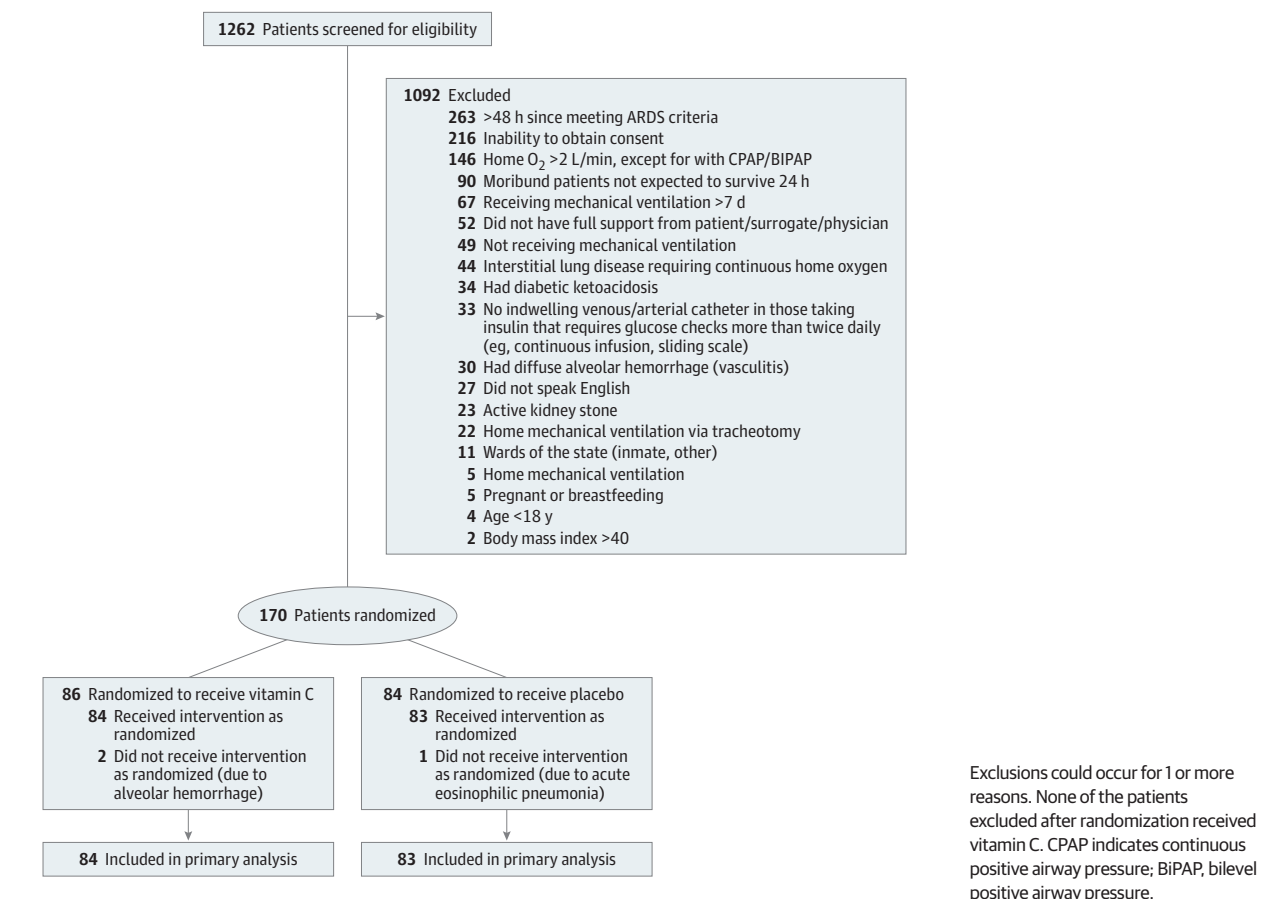 1262 Patients screened for eligibility
1092 Excluded
263 >48 h since meeting ARDS criteria
216 Inability to obtain consent
146 Home O2 >2 L/min, except for with CPAP/BIPAP
90 Moribund patients not expected to survive 24 h
67 Receiving mechanical ventilation >7 d
52 Did not have full support from patient/surrogate/physician
49 Not receiving mechanical ventilation
44 Interstitial lung disease requiring continuous home oxygen
34 Had diabetic ketoacidosis
33 No indwelling venous/arterial catheter in those taking
insulin that requires glucose checks more than twice daily
(eg, continuous infusion, sliding scale)
30 Had diffuse alveolar hemorrhage (vasculitis)
27 Did not speak English
23 Active kidney stone
22 Home mechanical ventilation via tracheotomy
11 Wards of the state (inmate, other)
5 Home mechanical ventilation
5 Pregnant or breastfeeding
4 Age <18 y
2 Body mass index >40
170 Patients randomized
86 Randomized to receive vitamin C
84 Received intervention as
randomized
2 Did not receive intervention
as randomized (due to
alveolar hemorrhage)
84 Randomized to receive placebo
83 Received intervention as
randomized
1 Did not receive intervention
as randomized (due to acute
eosinophilic pneumonia)
84 Included in primary analysis
83 Included in primary analysis
Exclusions could occur for 1 or more
reasons. None of the patients
excluded after randomization received
vitamin C. CPAP indicates continuous
positive airway pressure; BiPAP, bilevel
positive airway pressure.